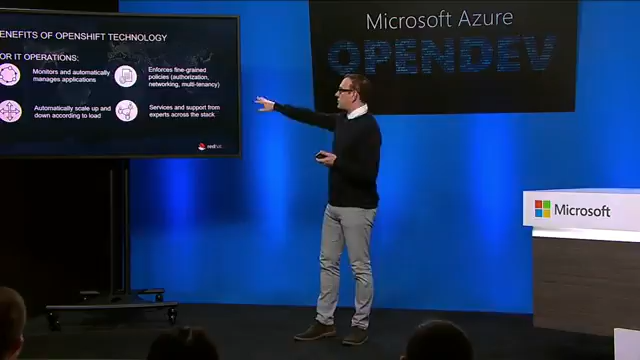 ENEFITS OF OPENSHIFT TECHNOLOGY
OR IT OPERATIONS:
Monitors and automatically
manages applications
Enforces fine-grained
policies (authorization,
networking, multi-tenancy)
Automatically scale up and
down according to load
Services and support from
experts across the stack
redhat.
Microsoft Azure
OPENDEV
Microsoft